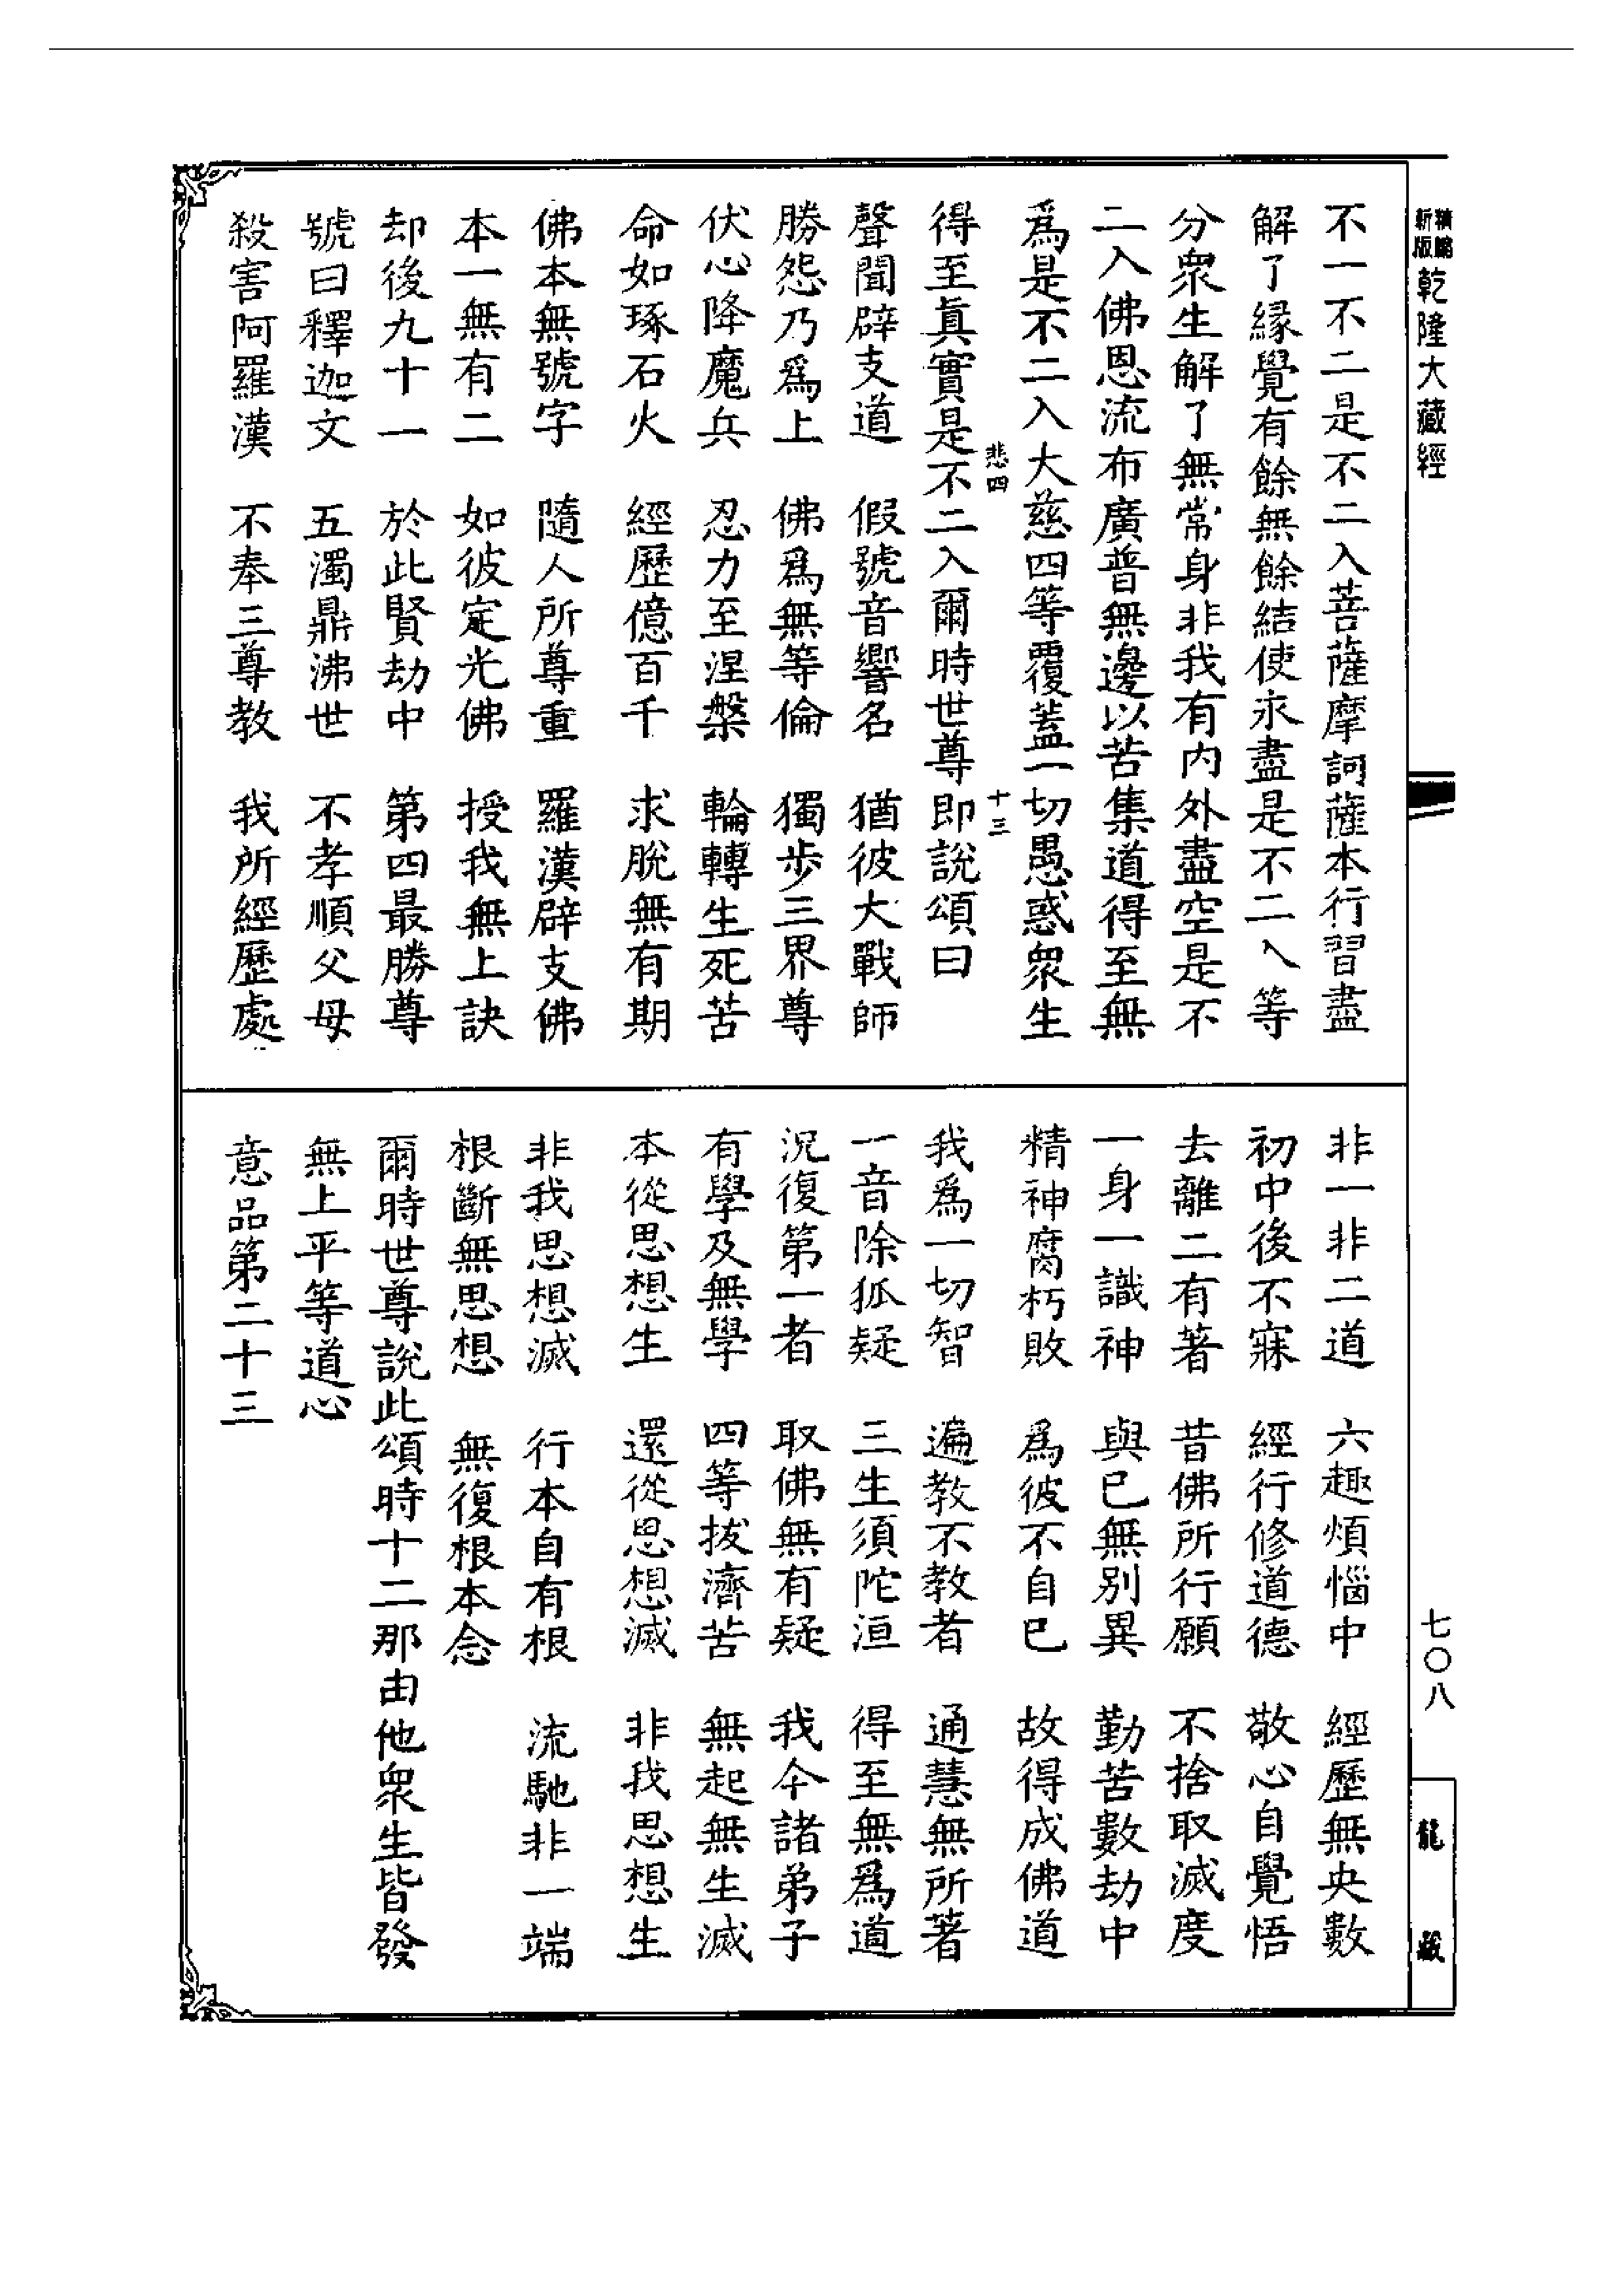 精縮
新版
乾隆大藏經
不一不二是不二入菩薩摩訶薩本行習盡
解了緣覺有餘無餘結使永盡是不二入等
分衆生解了無常身非我有内外盡空是不
二入佛恩流布廣普無邊以苦集道得至無
爲是不二入大慈四等覆蓋一切愚惑衆生
悲四
十三
得至眞實是不二入爾時世尊即說頌曰
聲聞辟支道 假號音響名 猶彼大戰師
勝怨乃爲上 佛爲無等倫 獨步三界尊
伏心降魔兵 忍力至涅槃 輪轉生死苦
命如琢石火 經歷億百千 求脫無有期
佛本無號字 隨人所尊重 羅漢辟支佛
本一無有二 如彼定光佛 授我無上訣
却後九十一 於此賢劫中 第四最勝尊
號曰釋迦文 五濁鼎沸世 不孝順父母
殺害阿羅漢 不奉三尊教 我所經歷處
非一非二道 六趣煩惱中 經歷無央數
初中後不寐 經行修道德 敬心自覺悟
去離二有著 昔佛所行願 不捨取滅度
一身一識神 與已無別異 勤苦數劫中
精神腐朽敗 爲彼不自已 故得成佛道
我爲一切智 遍教不教者 通慧無所著
一音除狐疑 三生須陀洹 得至無爲道
況復第一者 取佛無有疑 我今諸弟子
有學及無學 四等拔濟苦 無起無生滅
本從思想生 還從思想滅 非我思想生
非我思想滅 行本自有根 流馳非一端
根斷無思想 無復根本念
爾時世尊說此頌時十二那由他衆生皆發
無上平等道心
意品第二十三
七〇八
龍藏